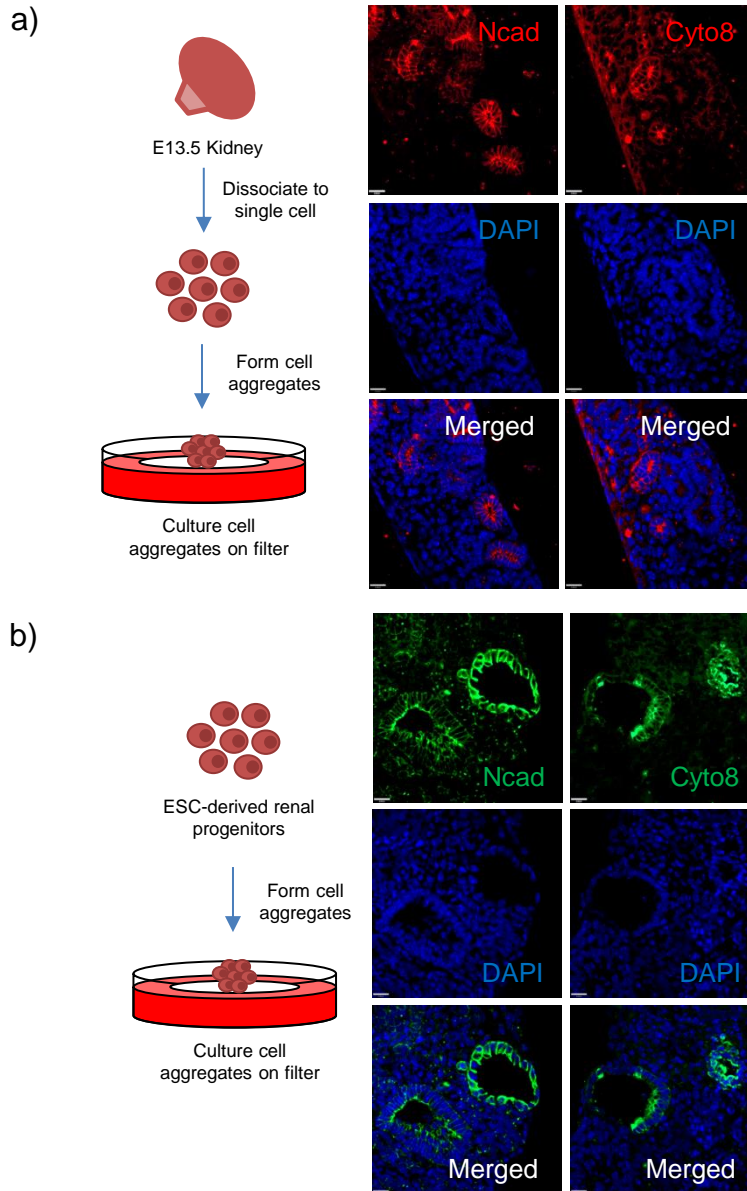 a)
E13.5 Kidney
Dissociate to
single cell
Form cell
aggregates
Culture cell
aggregates on filter
Ncad
Cyto8
DAPI
DAPI
Merged
Merged
b)
ESC-derived renal
progenitors
Form cell
aggregates
Culture cell
aggregates on filter
Ncad
Cyto8
DAPI
DAPI
Merged
Merged